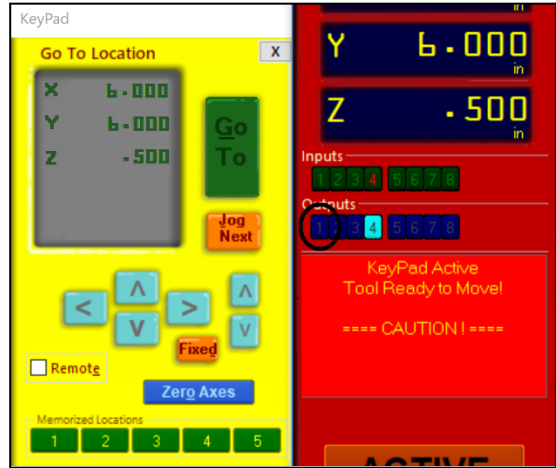 KeyPad
Go To Location
X
X 6.000
Y 6.000
Z .500
Go
To
Jog
Next
<
^
V
>
^
V
Fixed
Remote
Zero Axes
Memorized Locations
1 2 3 4 5
in
Y 6.000
in
Z .500
in
Inputs
1 2 3 4 5 6 7 8
Outputs
1 2 3 4 5 6 7 8
KeyPad Active
Tool Ready to Move!
==== CAUTION ! ====
ACTIVE